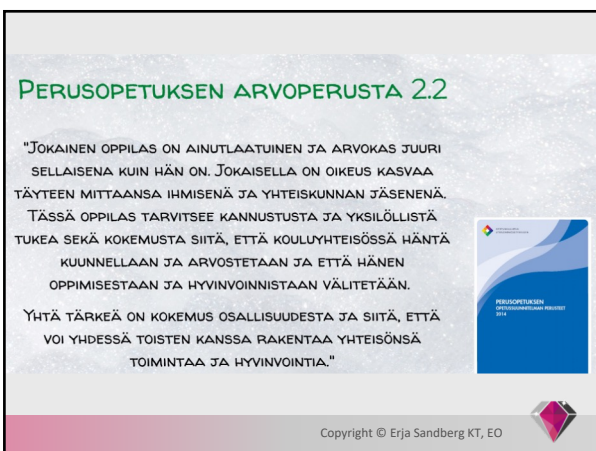 PERUSOPETUKSEN ARVOPERUSTA 2.2
"JOKAINEN OPPILAS ON AINUTLAATUINEN JA ARVOKAS JUURI
SELLAISENA KUIN HÄN ON. JOKAISELLA ON OIKEUS KASVAA
TÄYTEEN MITTAANSA IHMISENÄ JA YHTEISKUNNAN JÄSENENÄ.
TÄSSÄ OPPILAS TARVITSEE KANNUSTUSTA JA YKSILÖLLISTÄ
TUKEA SEKÄ KOKEMUSTA SIITÄ, ETTÄ KOULUYHTEISÖSSÄ HÄNTÄ
KUUNNELLAAN JA ARVOSTETAAN JA ETTÄ HÄNEN
OPPIMISESTAAN JA HYVINVOINNISTAAN VÄLITETÄÄN.
YHTÄ TÄRKEÄ ON KOKEMUS OSALLISUUDESTA JA SIITÄ, ETTÄ
VOI YHDESSÄ TOISTEN KANSSA RAKENTAA YHTEISÖNSÄ
TOIMINTAA JA HYVINVOINTIA."
PERUSOPETUKSEN
OPETUSSUUNNITELMAN PERUSTEET
2014
Copyright © Erja Sandberg KT, EO